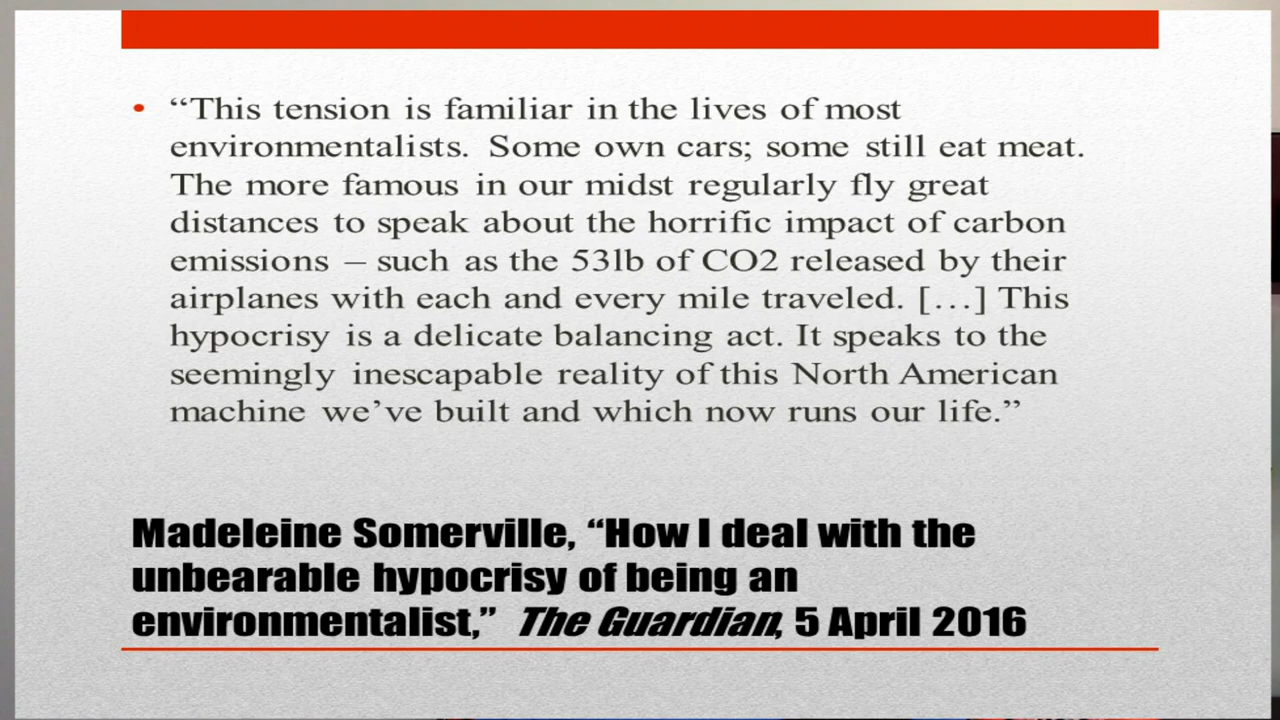 • “This tension is familiar in the lives of most
environmentalists. Some own cars; some still eat meat.
The more famous in our midst regularly fly great
distances to speak about the horrific impact of carbon
emissions – such as the 53lb of CO2 released by their
airplanes with each and every mile traveled. […] This
hypocrisy is a delicate balancing act. It speaks to the
seemingly inescapable reality of this North American
machine we’ve built and which now runs our life.”
Madeleine Somerville, “How I deal with the
unbearable hypocrisy of being an
environmentalist,” The Guardian, 5 April 2016